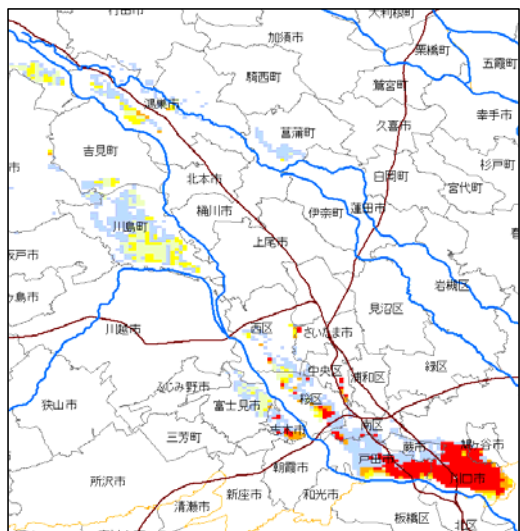 行田市
加須市
大利根町
栗橋町
五霞町
騎西町
鷲宮町
鴻巣市
菖蒲町
久喜市
幸手市
吉見町
市
杉戸町
白岡町
北本市
宮代町
桶川市
伊奈町
蓮田市
川島町
坂戸市
上尾市
岩槻区
ヶ島市
見沼区
川越市
西区
さいたま市
中央区
浦和区
緑区
ふじみ野市
桜区
狭山市
富士見市
南区
三芳町
志木市
蕨市
鳩ヶ谷市
戸田市
朝霞市
川口市
所沢市
新座市
和光市
清瀬市
板橋区